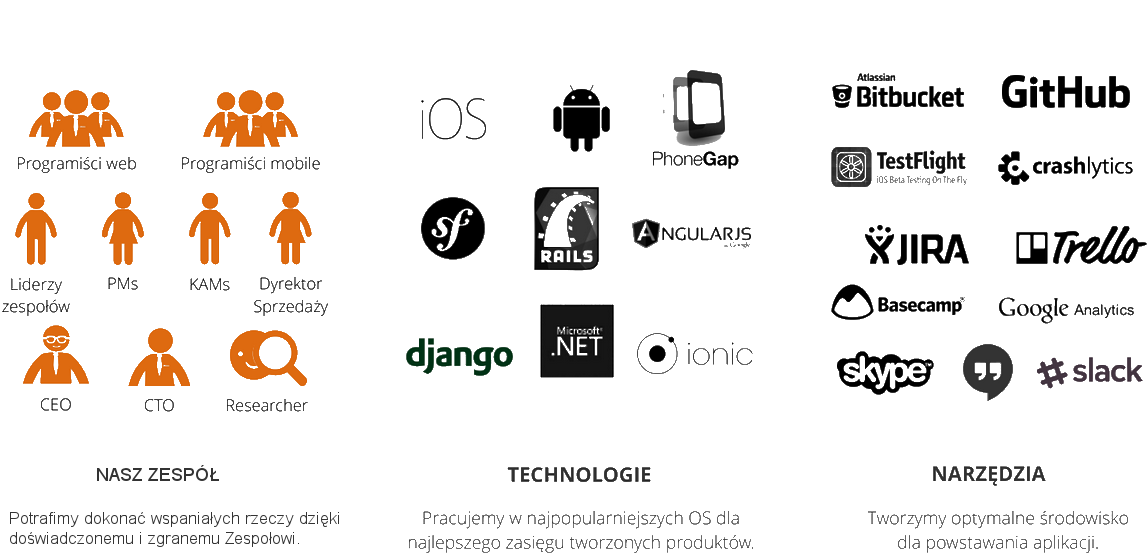 Programiści web
Programiści mobile
Liderzy
zespołów
PMs
KAMs
Dyrektor
Sprzedaży
CEO
CTO
Researcher
NASZ ZESPÓŁ
Potrafimy dokonać wspaniałych rzeczy dzięki
doświadczonemu i zgranemu Zespołowi.
iOS
PhoneGap
sf
RAILS
ANGULARJS
by Google
django
Microsoft®
.NET
ionic
TECHNOLOGIE
Pracujemy w najpopularniejszych OS dla
najlepszego zasięgu tworzonych produktów.
Atlassian
Bitbucket
GitHub
TestFlight
iOS Beta Testing On The Fly
crashlytics
JIRA
Trello
Basecamp®
Google Analytics
skype
slack
NARZĘDZIA
Tworzymy optymalne środowisko
dla powstawania aplikacji.